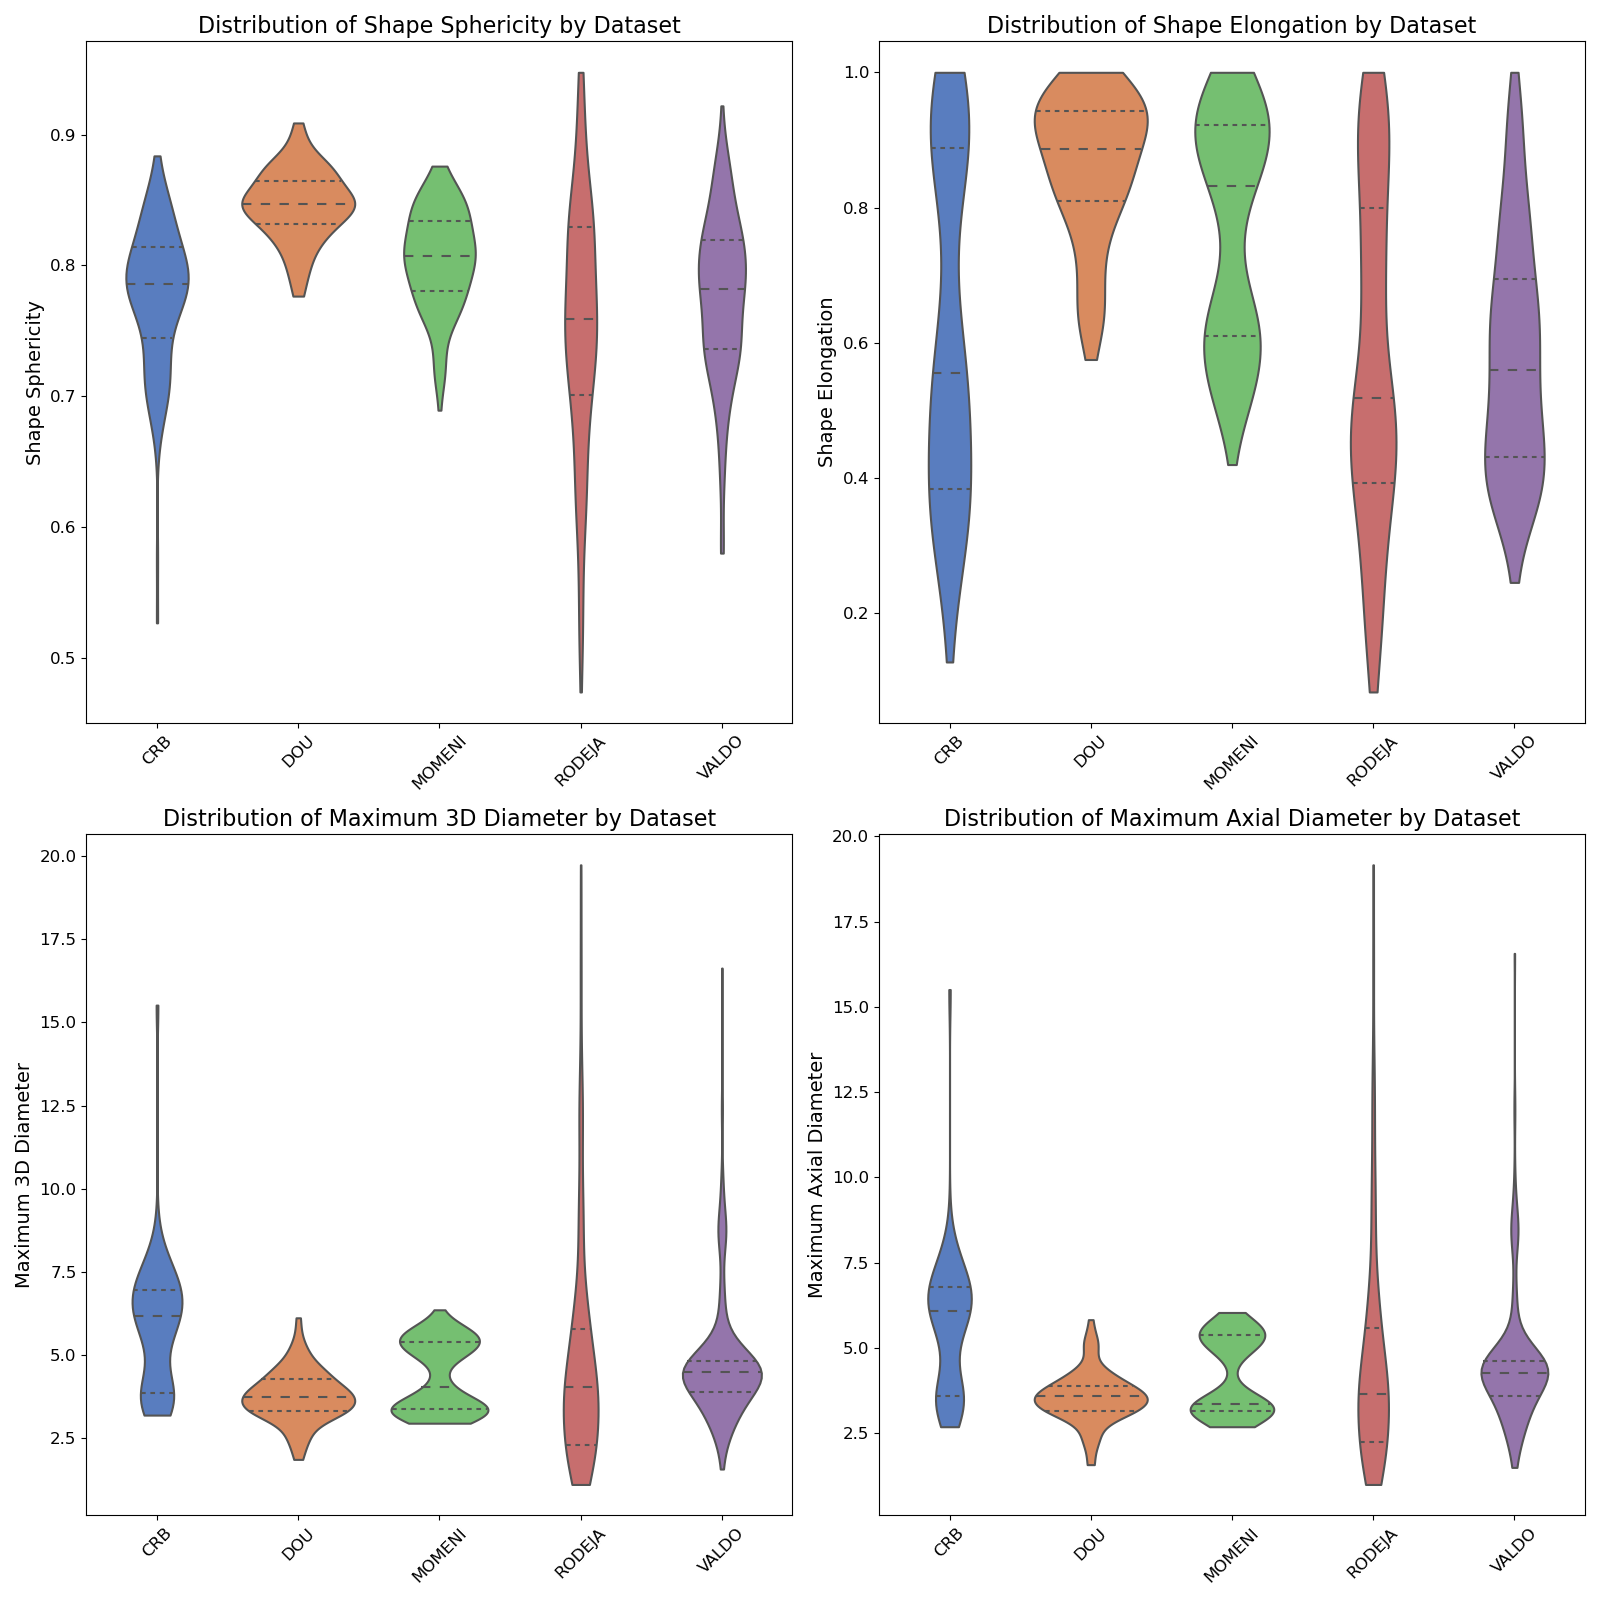 Distribution of Shape Sphericity by Dataset
Shape Sphericity
0.9
0.8
0.7
0.6
0.5
CRB
DOU
MOMENI
RODEJA
VALDO
Distribution of Shape Elongation by Dataset
Shape Elongation
1.0
0.8
0.6
0.4
0.2
CRB
DOU
MOMENI
RODEJA
VALDO
Distribution of Maximum 3D Diameter by Dataset
Maximum 3D Diameter
20.0
17.5
15.0
12.5
10.0
7.5
5.0
2.5
CRB
DOU
MOMENI
RODEJA
VALDO
Distribution of Maximum Axial Diameter by Dataset
Maximum Axial Diameter
20.0
17.5
15.0
12.5
10.0
7.5
5.0
2.5
CRB
DOU
MOMENI
RODEJA
VALDO